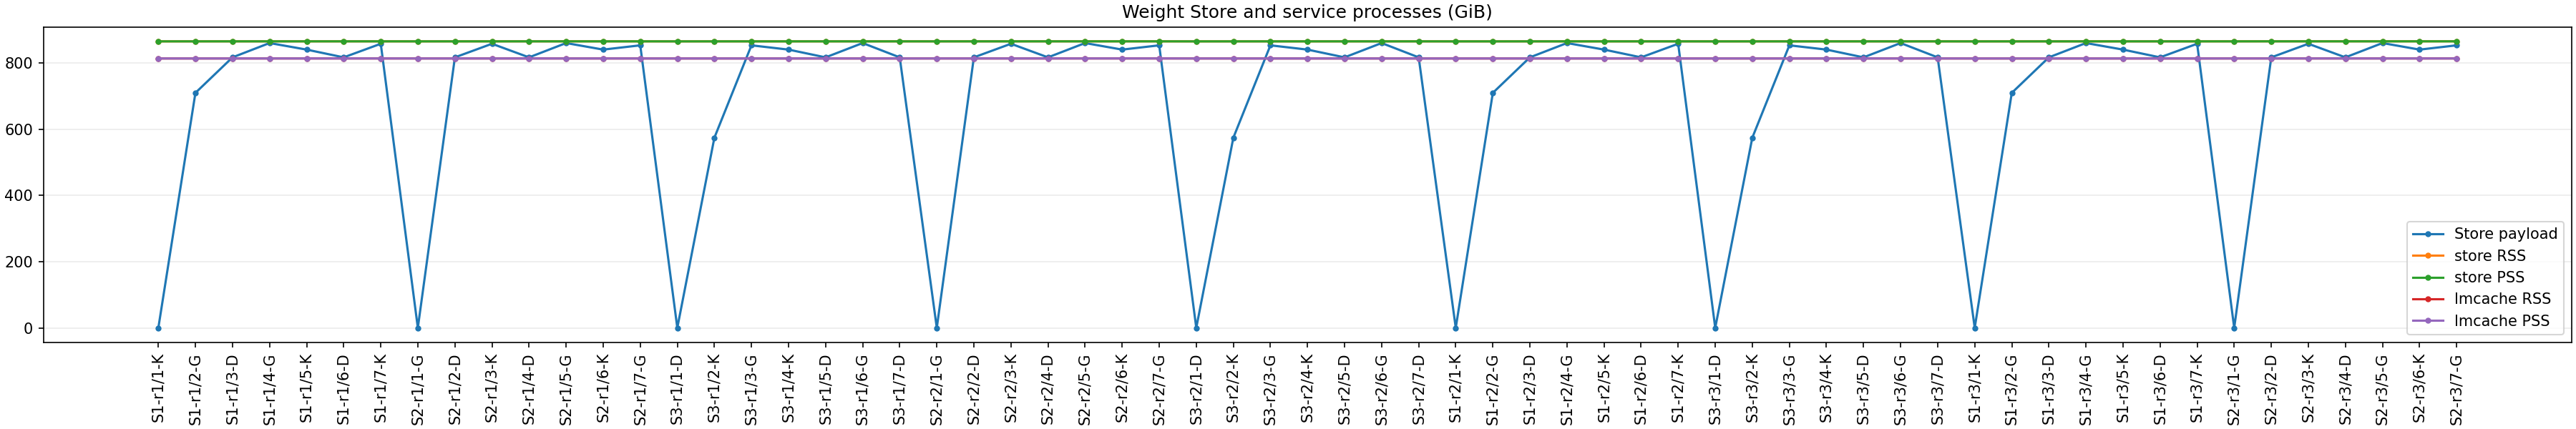 Weight Store and service processes (GiB)
800
600
400
200
0
Store payload
store RSS
store PSS
lmcache RSS
lmcache PSS
S1-r1/1-K
S1-r1/2-G
S1-r1/3-D
S1-r1/4-G
S1-r1/5-K
S1-r1/6-D
S1-r1/7-K
S2-r1/1-G
S2-r1/2-D
S2-r1/3-K
S2-r1/4-D
S2-r1/5-G
S2-r1/6-K
S2-r1/7-G
S3-r1/1-D
S3-r1/2-K
S3-r1/3-G
S3-r1/4-K
S3-r1/5-D
S3-r1/6-G
S3-r1/7-D
S2-r2/1-G
S2-r2/2-D
S2-r2/3-K
S2-r2/4-D
S2-r2/5-G
S2-r2/6-K
S2-r2/7-G
S3-r2/1-D
S3-r2/2-K
S3-r2/3-G
S3-r2/4-K
S3-r2/5-D
S3-r2/6-G
S3-r2/7-D
S1-r2/1-K
S1-r2/2-G
S1-r2/3-D
S1-r2/4-G
S1-r2/5-K
S1-r2/6-D
S1-r2/7-K
S3-r3/1-D
S3-r3/2-K
S3-r3/3-G
S3-r3/4-K
S3-r3/5-D
S3-r3/6-G
S3-r3/7-D
S1-r3/1-K
S1-r3/2-G
S1-r3/3-D
S1-r3/4-G
S1-r3/5-K
S1-r3/6-D
S1-r3/7-K
S2-r3/1-G
S2-r3/2-D
S2-r3/3-K
S2-r3/4-D
S2-r3/5-G
S2-r3/6-K
S2-r3/7-G